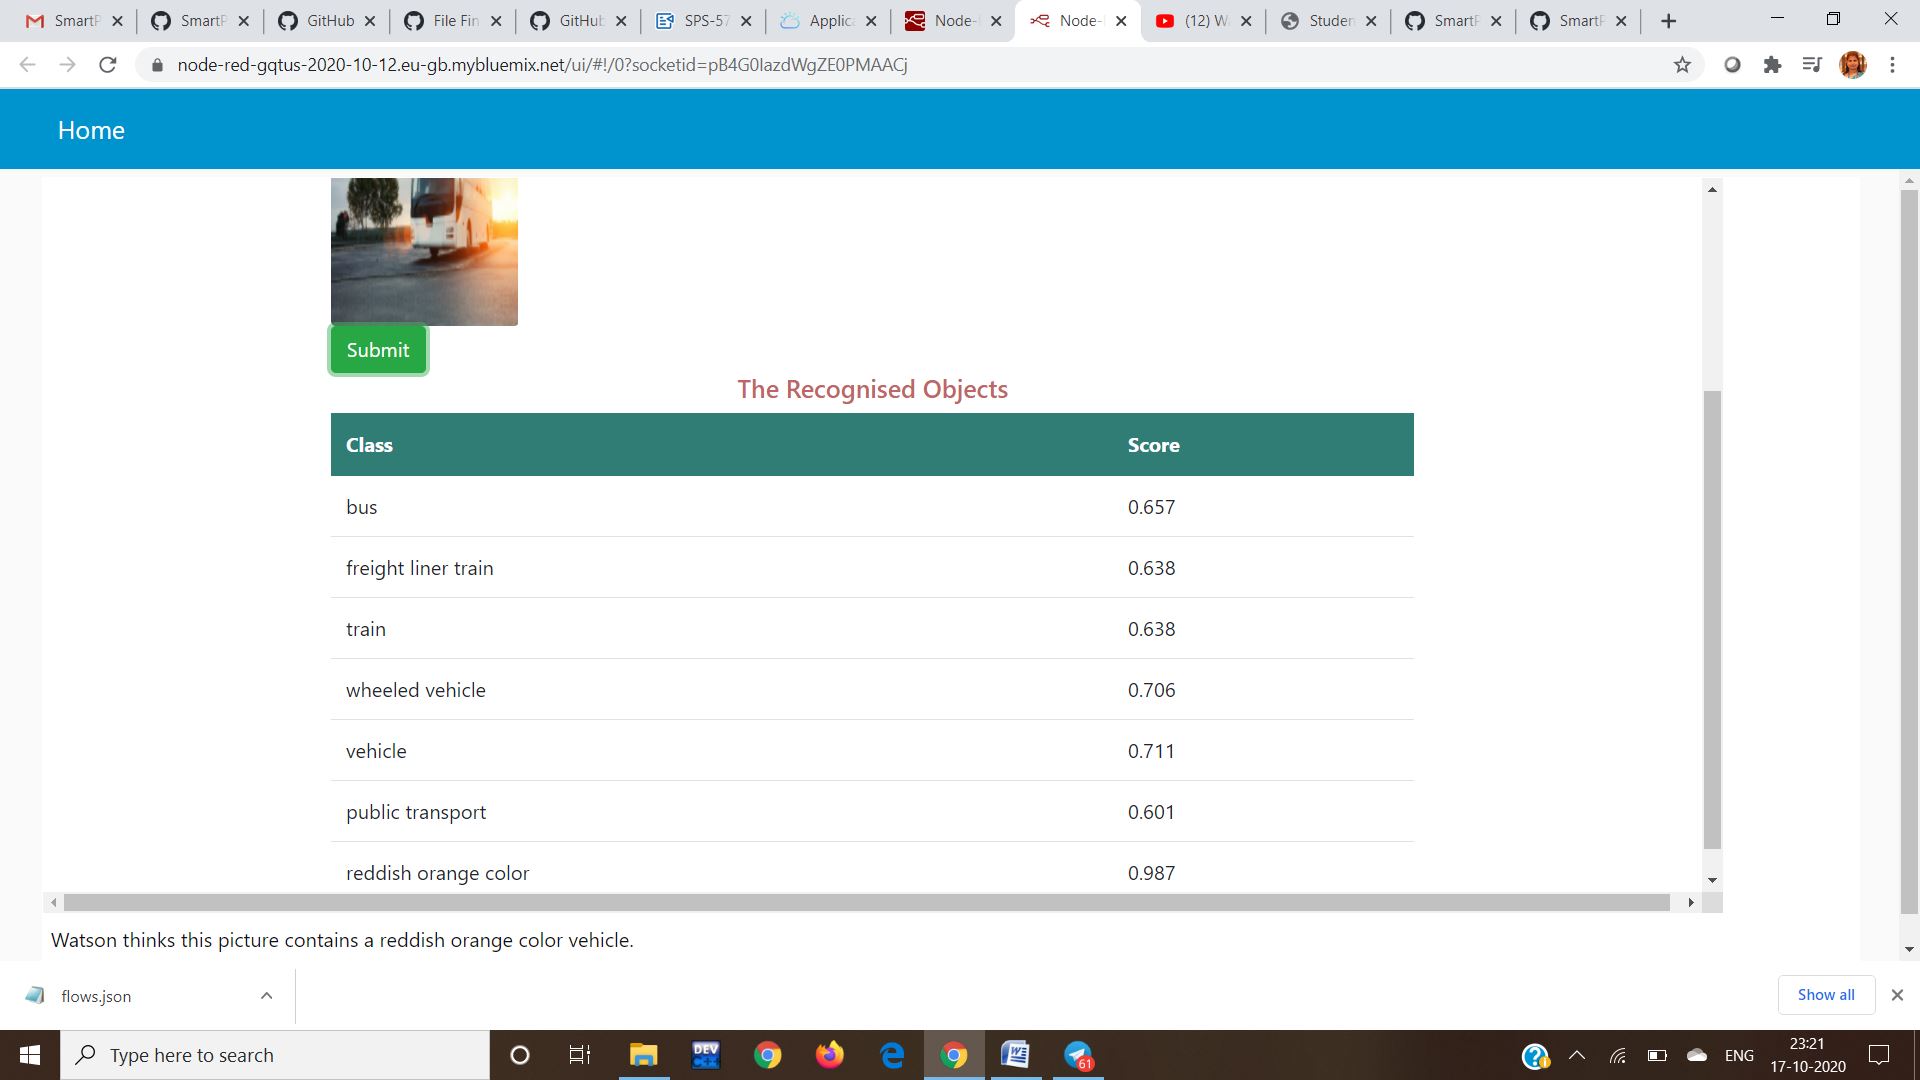 SmartP
SmartP
GitHub
File Fin
GitHub
SPS-57
Applica
Node-
Node-
(12) W
Studen
SmartP
SmartP
node-red-gqtus-2020-10-12.eu-gb.mybluemix.net/ui/#!/0?socketid=pB4G0IazdWgZE0PMAACj
Home
Submit
The Recognised Objects
Class Score
bus 0.657
freight liner train 0.638
train 0.638
wheeled vehicle 0.706
vehicle 0.711
public transport 0.601
reddish orange color 0.987
Watson thinks this picture contains a reddish orange color vehicle.
flows.json
Show all
Type here to search
DEV
C++
61
ENG
23:21
17-10-2020